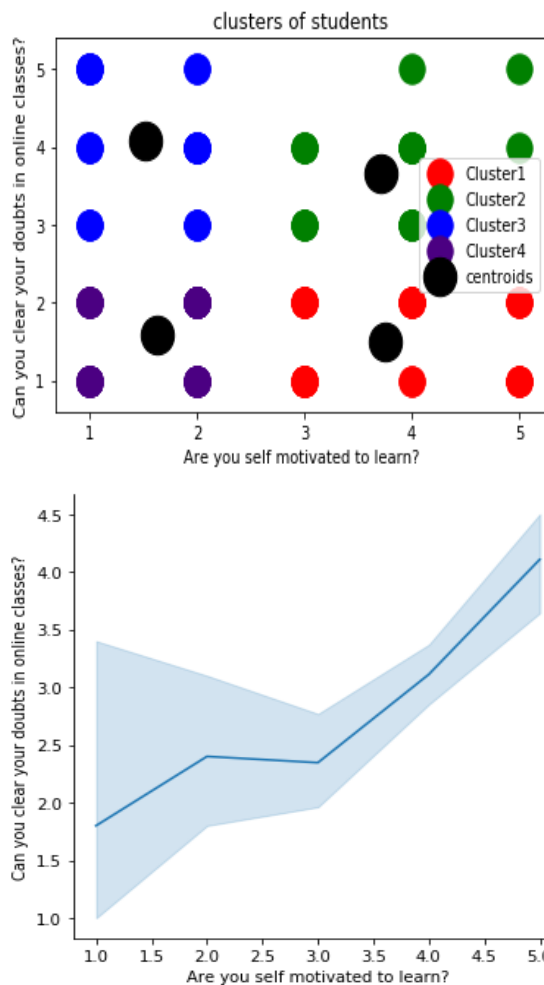 clusters of students
Can you clear your doubts in online classes?
5
4
3
2
1
Cluster1
Cluster2
Cluster3
Cluster4
centroids
1 2 3 4 5
Are you self motivated to learn?
Can you clear your doubts in online classes?
4.5
4.0
3.5
3.0
2.5
2.0
1.5
1.0
1.0 1.5 2.0 2.5 3.0 3.5 4.0 4.5 5.0
Are you self motivated to learn?